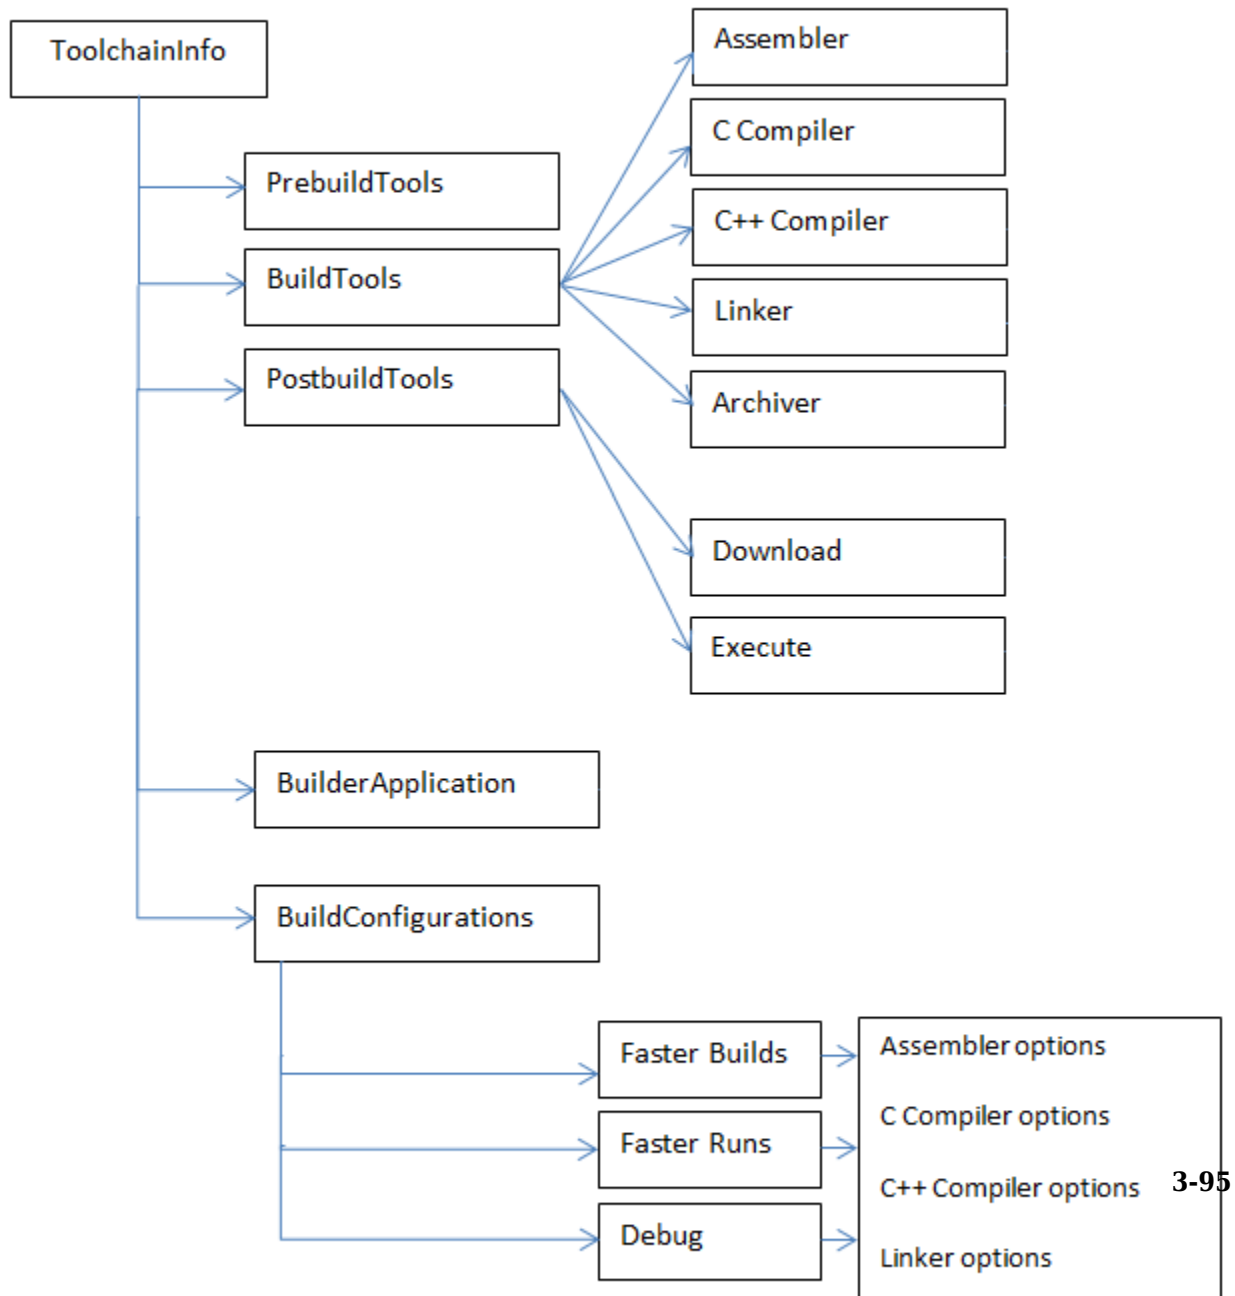 ToolchainInfo
PrebuildTools
BuildTools
PostbuildTools
Assembler
C Compiler
C++ Compiler
Linker
Archiver
Download
Execute
BuilderApplication
BuildConfigurations
Faster Builds
Faster Runs
Debug
Assembler options
C Compiler options
C++ Compiler options
Linker options
3-95